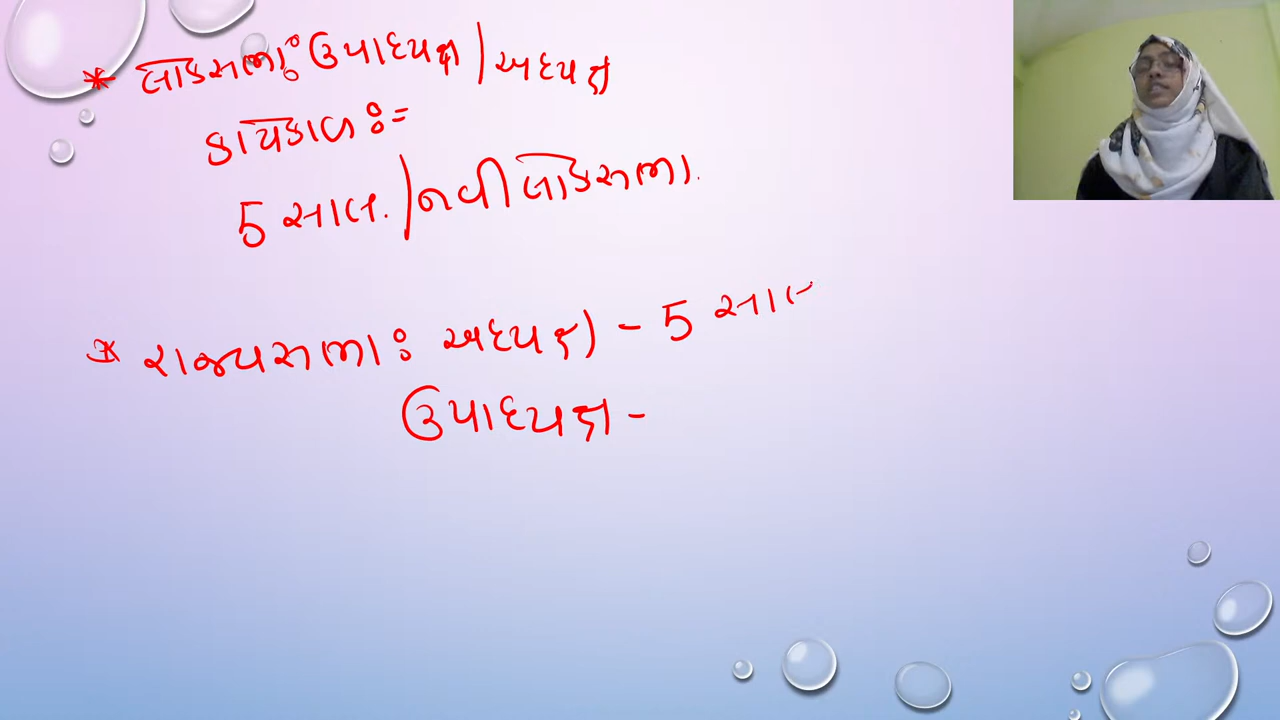 * લોકસભાઃ ઉપાધ્યક્ષ / અધ્યક્ષ
કાર્યકાળ ઃ=
5 સાલ. / નવી લોકસભા.
* રાજ્યસભાઃ અધ્યક્ષ - 5 સાલ
ઉપાધ્યક્ષ -